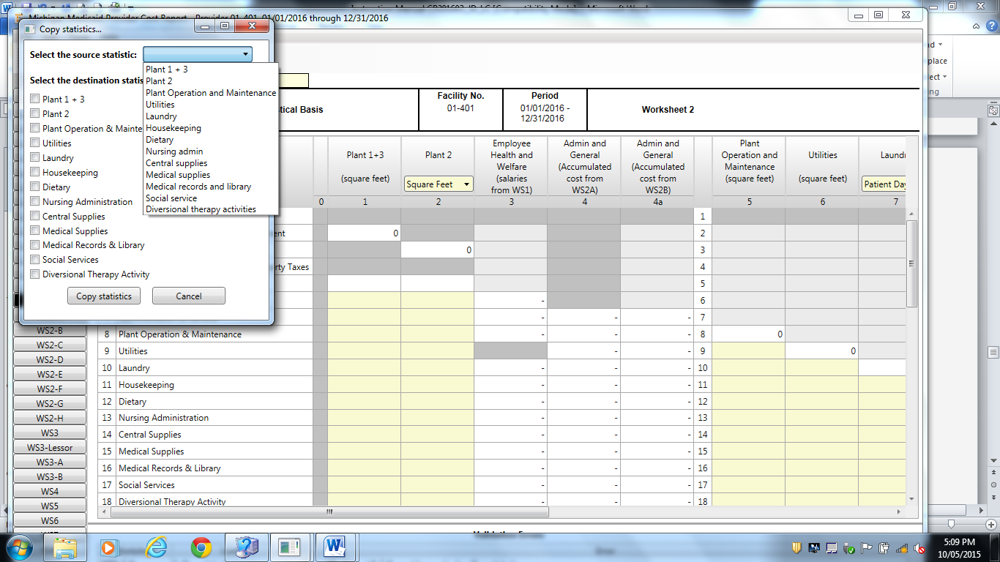 Michigan Medicaid Provider Cost Report - Provider 01-401, 01/01/2016 through 12/31/2016
Copy statistics...
Select the source statistic:
Plant 1 + 3
Plant 2
Plant Operation and Maintenance
Utilities
Laundry
Housekeeping
Dietary
Nursing admin
Central supplies
Medical supplies
Medical records and library
Social service
Diversional therapy activities
Select the destination statis
Plant 1 + 3
Plant 2
Plant Operation & Mainte
Utilities
Laundry
Housekeeping
Dietary
Nursing Administration
Central Supplies
Medical Supplies
Medical Records & Library
Social Services
Diversional Therapy Activity
Copy statistics Cancel
tical Basis
Facility No.
01-401
Period
01/01/2016 -
12/31/2016
Worksheet 2
Plant 1+3
(square feet)
Plant 2
Square Feet
Employee
Health and
Welfare
(salaries
from WS1)
Admin and
General
(Accumulated
cost from
WS2A)
Admin and
General
(Accumulated
cost from
WS2B)
Plant
Operation and
Maintenance
(square feet)
Utilities
(square feet)
Laundr
Patient Day
0 1 2 3 4 4a 5 6 7
1
ent 0 2
0 3
rty Taxes 4
5
- 6
- - - 7
8 Plant Operation & Maintenance - - - 8 0
9 Utilities - - 9 0
10 Laundry - - - 10
11 Housekeeping - - - 11
12 Dietary - - - 12
13 Nursing Administration - - - 13
14 Central Supplies - - - 14
15 Medical Supplies - - - 15
16 Medical Records & Library - - - 16
17 Social Services - - - 17
18 Diversional Therapy Activity - - - 18
WS2-B
WS2-C
WS2-D
WS2-E
WS2-F
WS2-G
WS2-H
WS3
WS3-Lessor
WS3-A
WS3-B
WS4
WS5
WS6
5:09 PM
10/05/2015